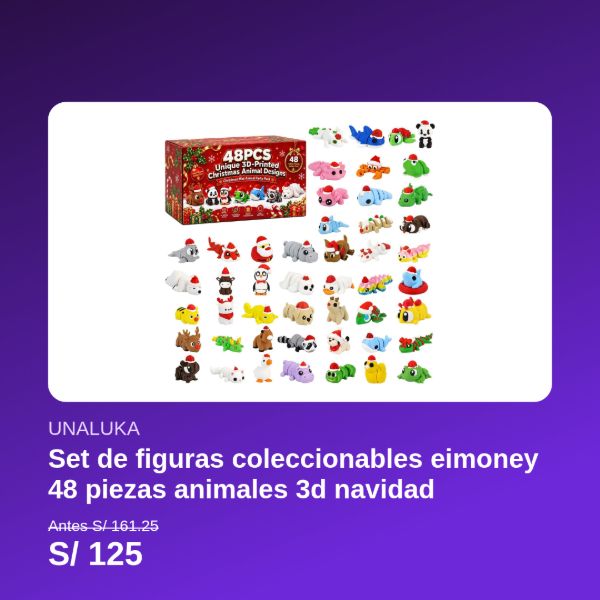 48PCS
Unique 3D-Printed
Christmas Animal Designs
48
UNALUKA
Set de figuras coleccionables eimoney
48 piezas animales 3d navidad
Antes S/ 161.25
S/ 125